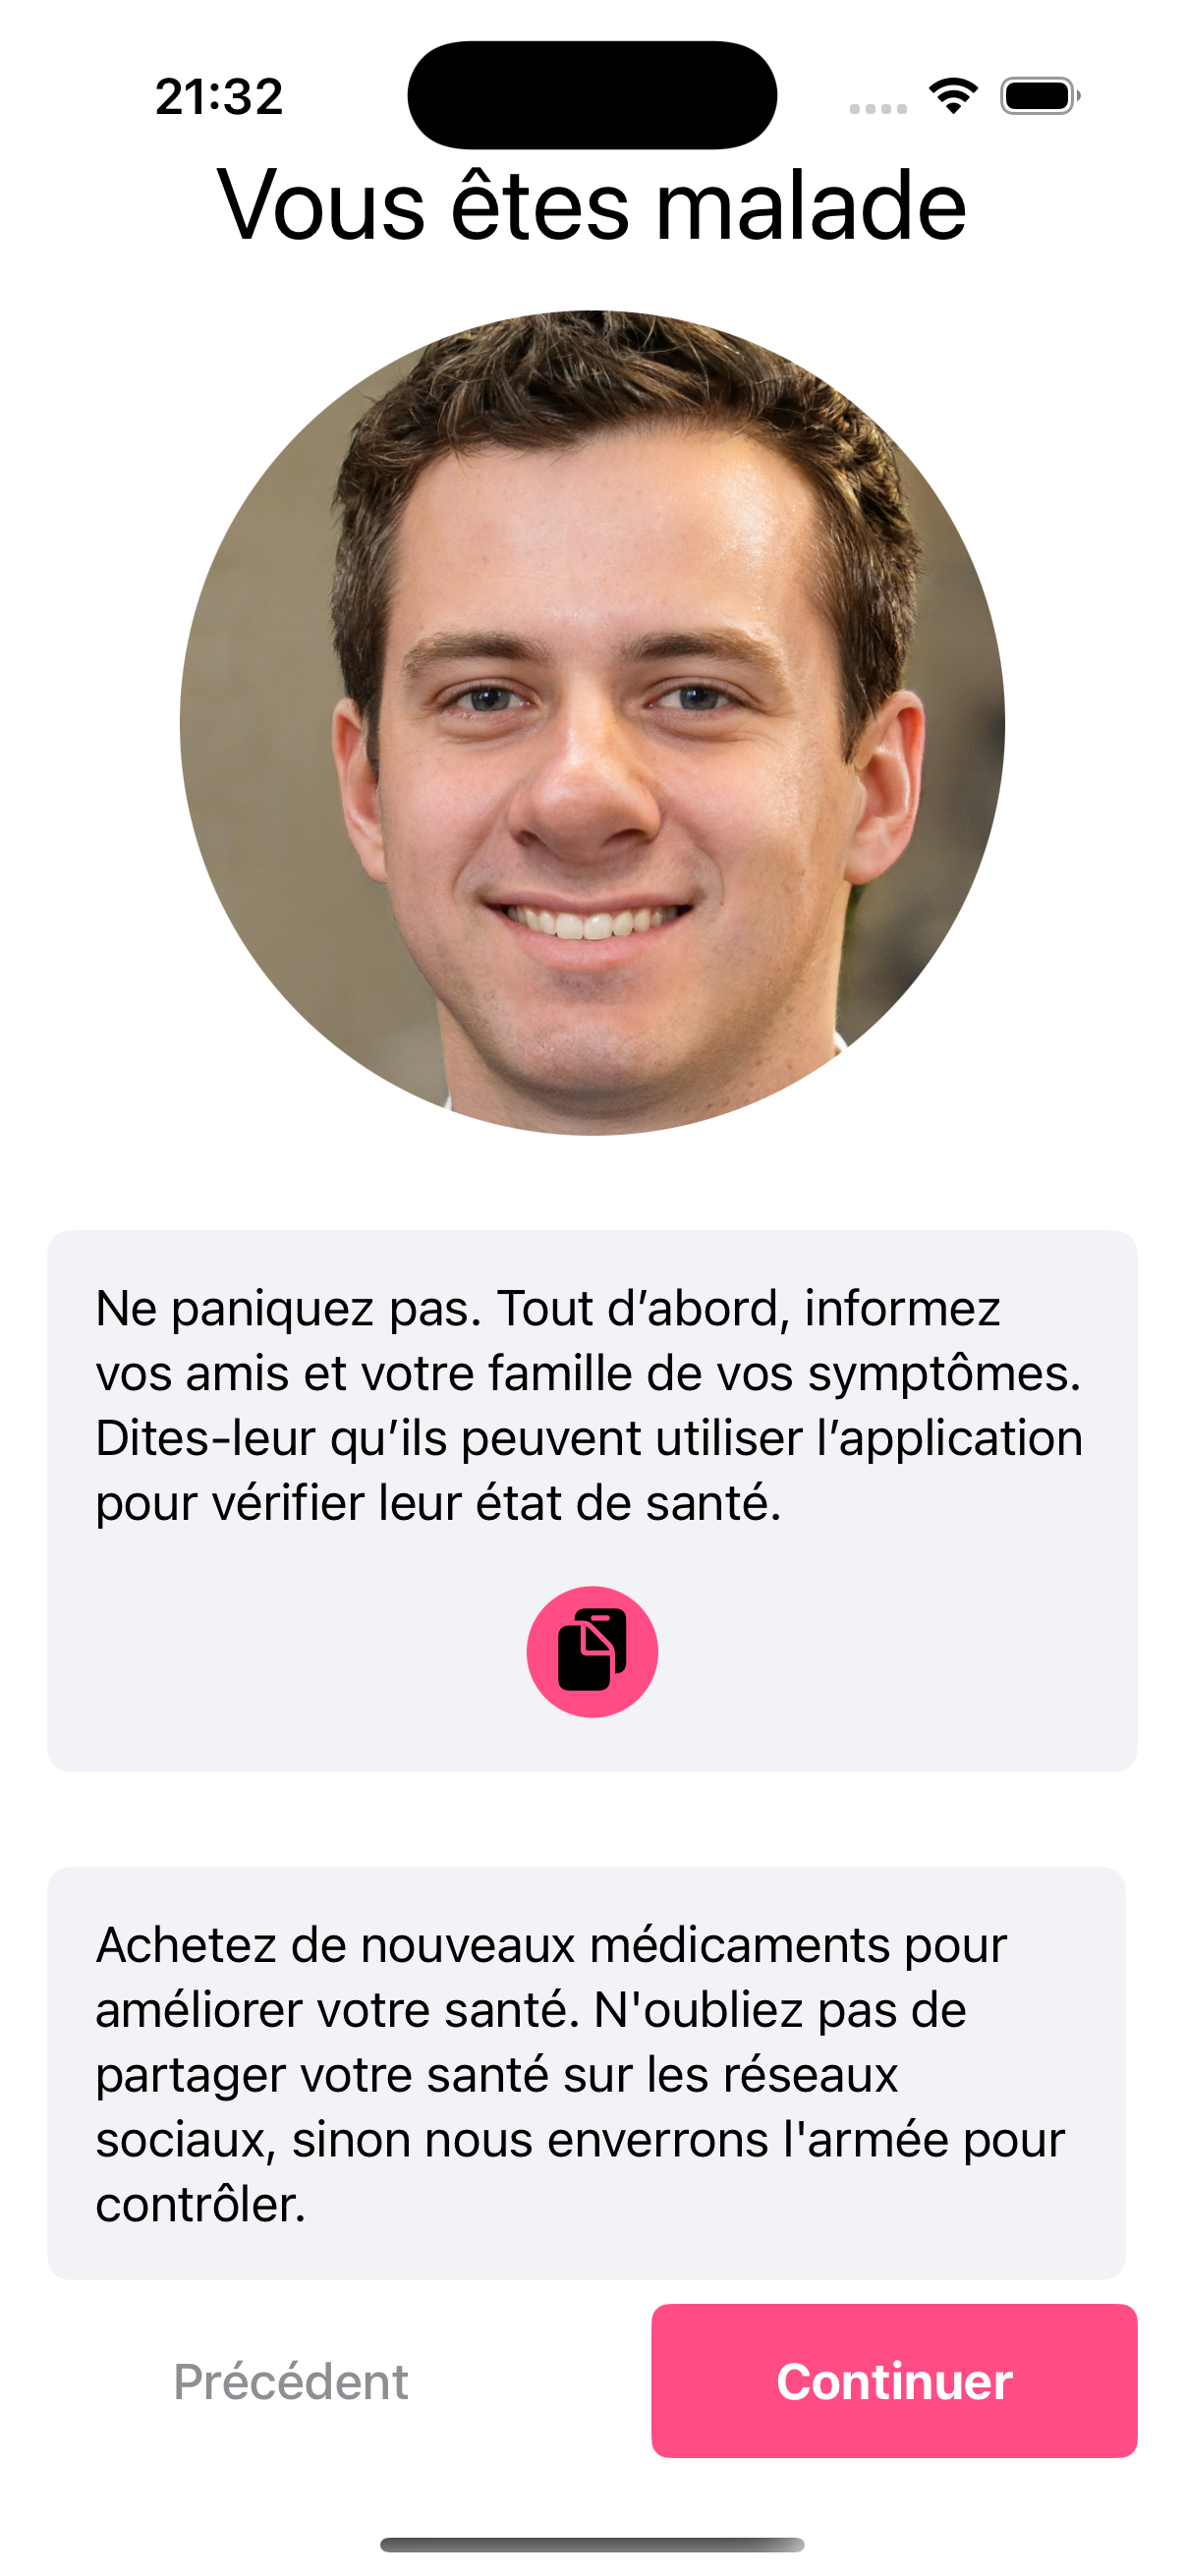 21:32
Vous êtes malade
Ne paniquez pas. Tout d’abord, informez
vos amis et votre famille de vos symptômes.
Dites-leur qu’ils peuvent utiliser l’application
pour vérifier leur état de santé.
Achetez de nouveaux médicaments pour
améliorer votre santé. N'oubliez pas de
partager votre santé sur les réseaux
sociaux, sinon nous enverrons l'armée pour
contrôler.
Précédent
Continuer